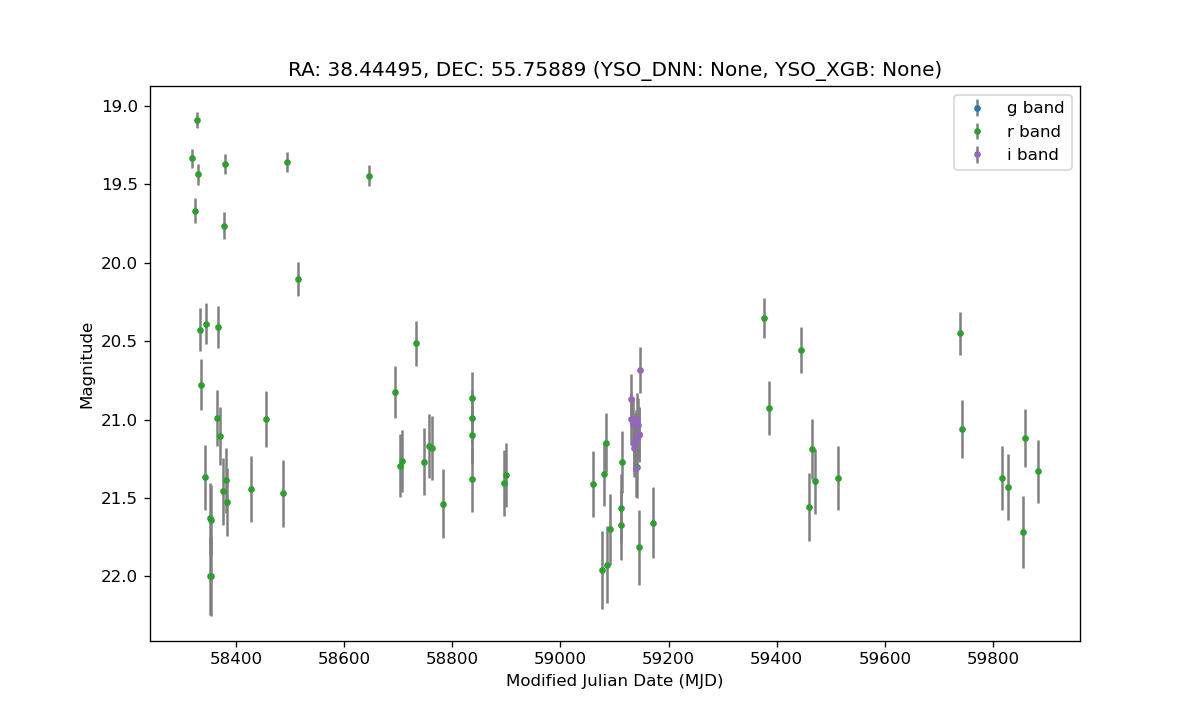 RA: 38.44495, DEC: 55.75889 (YSO_DNN: None, YSO_XGB: None)
g band
r band
i band
19.0
19.5
20.0
20.5
21.0
21.5
22.0
Magnitude
58400 58600 58800 59000 59200 59400 59600 59800
Modified Julian Date (MJD)